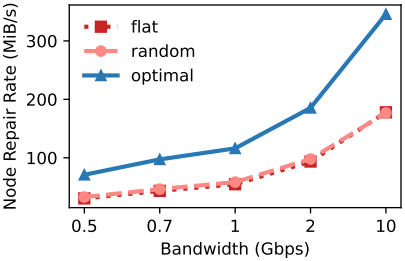 Node Repair Rate (MiB/s)
300
200
100
flat
random
optimal
0.5 0.7 1 2 10
Bandwidth (Gbps)